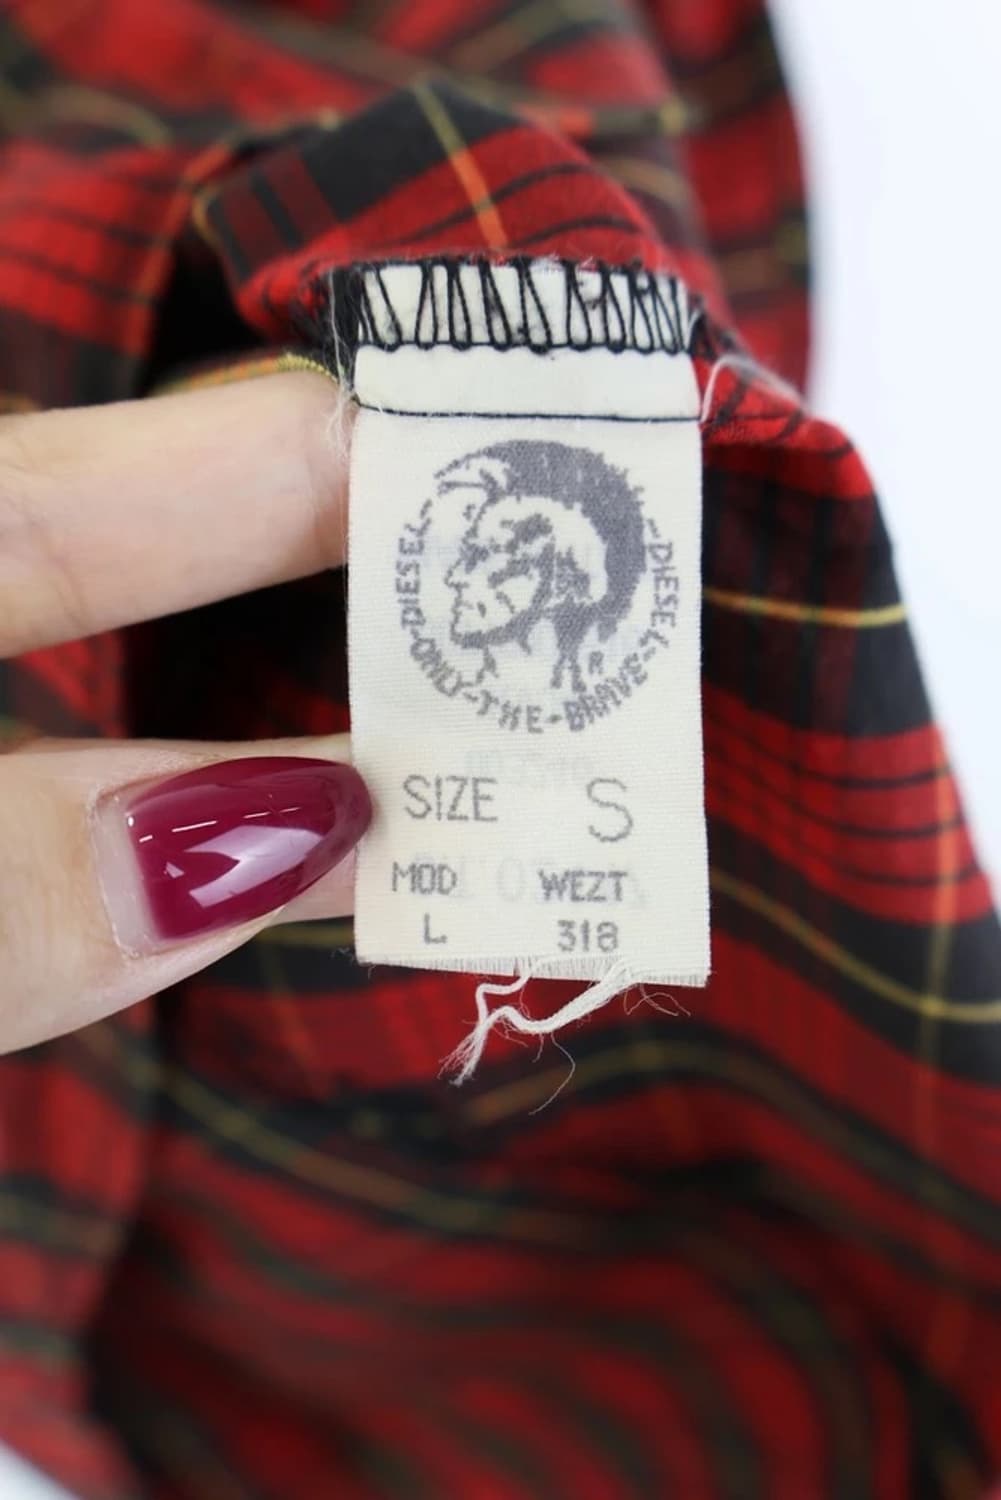 -DIESEL-ONLY-THE-BRAVE-DIESEL-
R
SIZE S
MOD WEZT
L 318